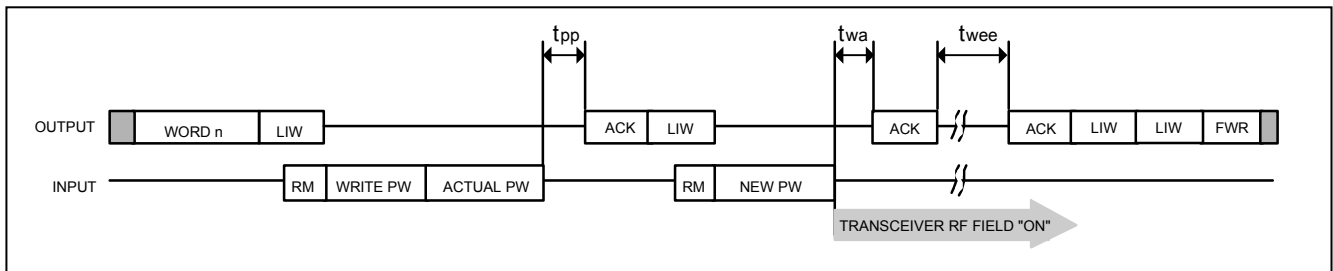 tpp twa twee
OUTPUT WORD n LIW ACK LIW ACK ACK LIW LIW FWR
INPUT RM WRITE PW ACTUAL PW RM NEW PW
TRANSCEIVER RF FIELD "ON"